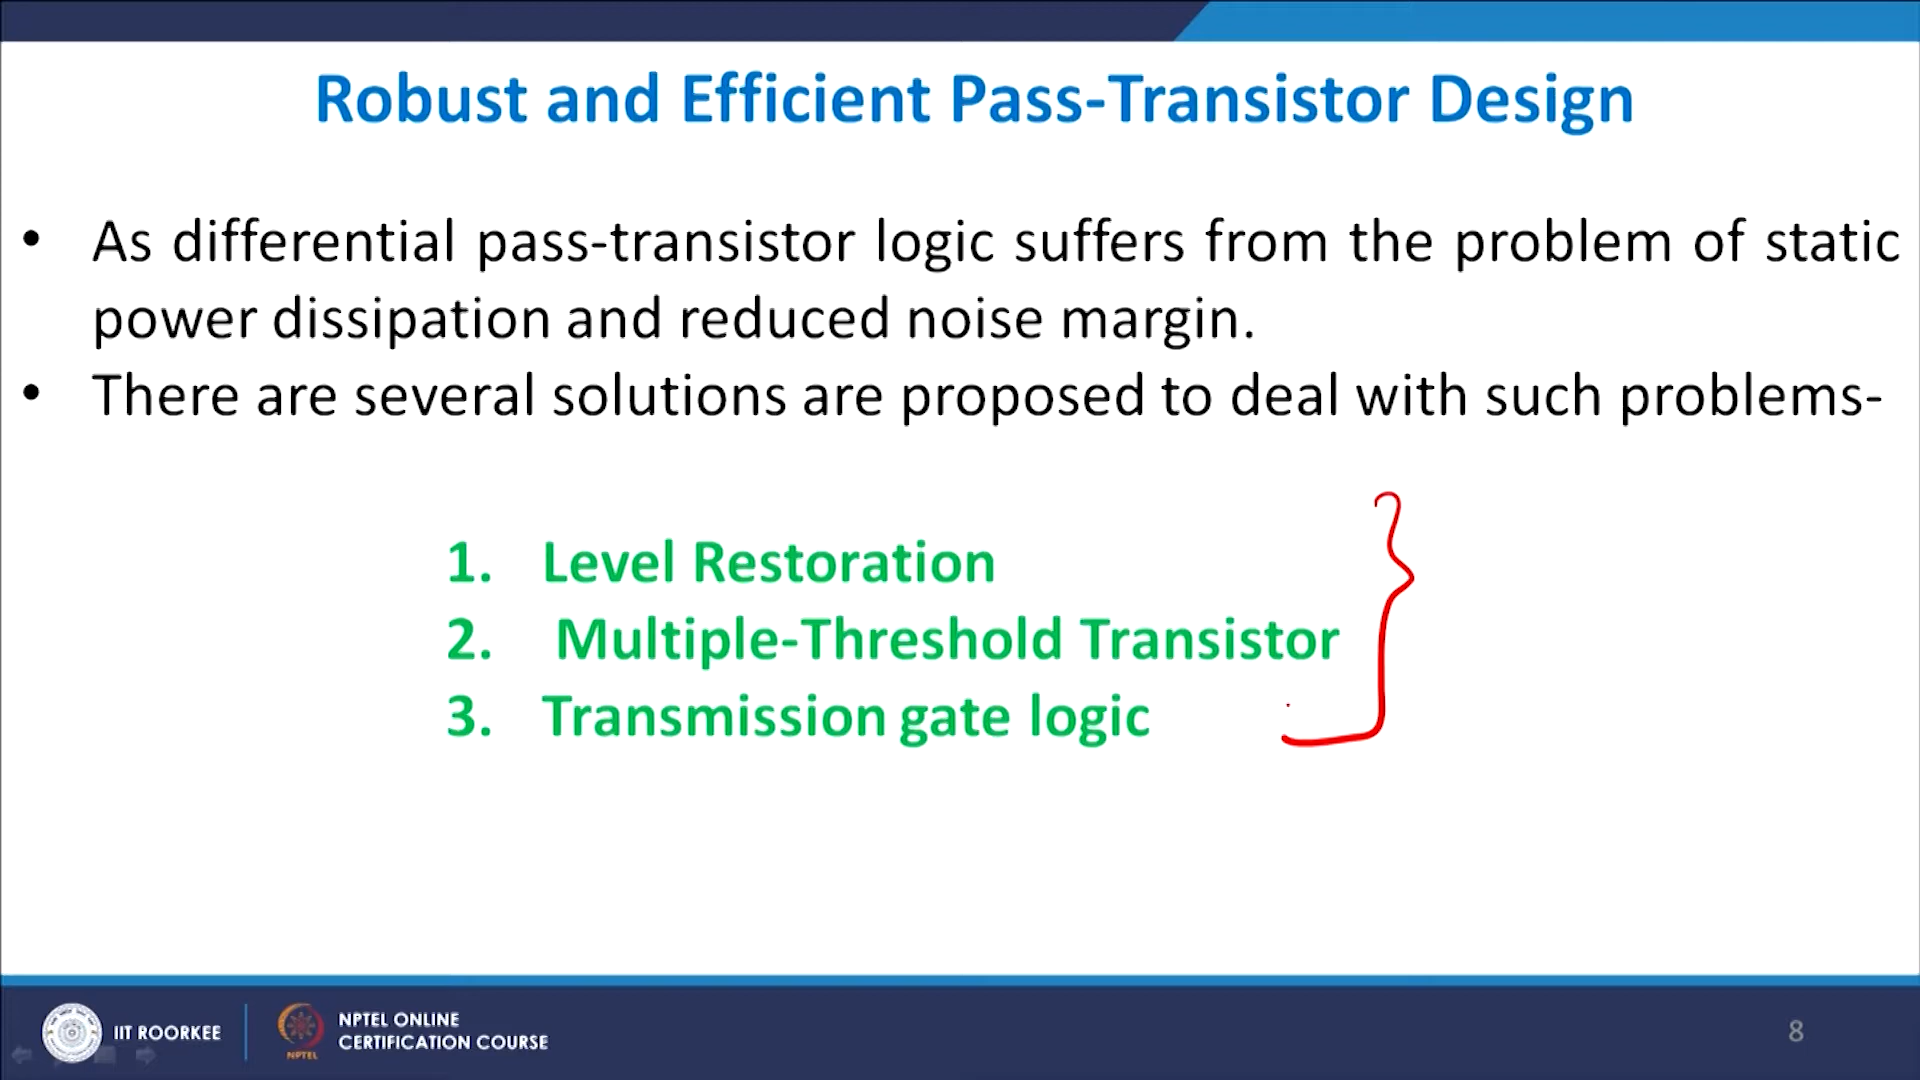 Robust and Efficient Pass-Transistor Design
• As differential pass-transistor logic suffers from the problem of static
power dissipation and reduced noise margin.
• There are several solutions are proposed to deal with such problems-
1. Level Restoration
2. Multiple-Threshold Transistor
3. Transmission gate logic
IIT ROORKEE
NPTEL
NPTEL ONLINE
CERTIFICATION COURSE
8